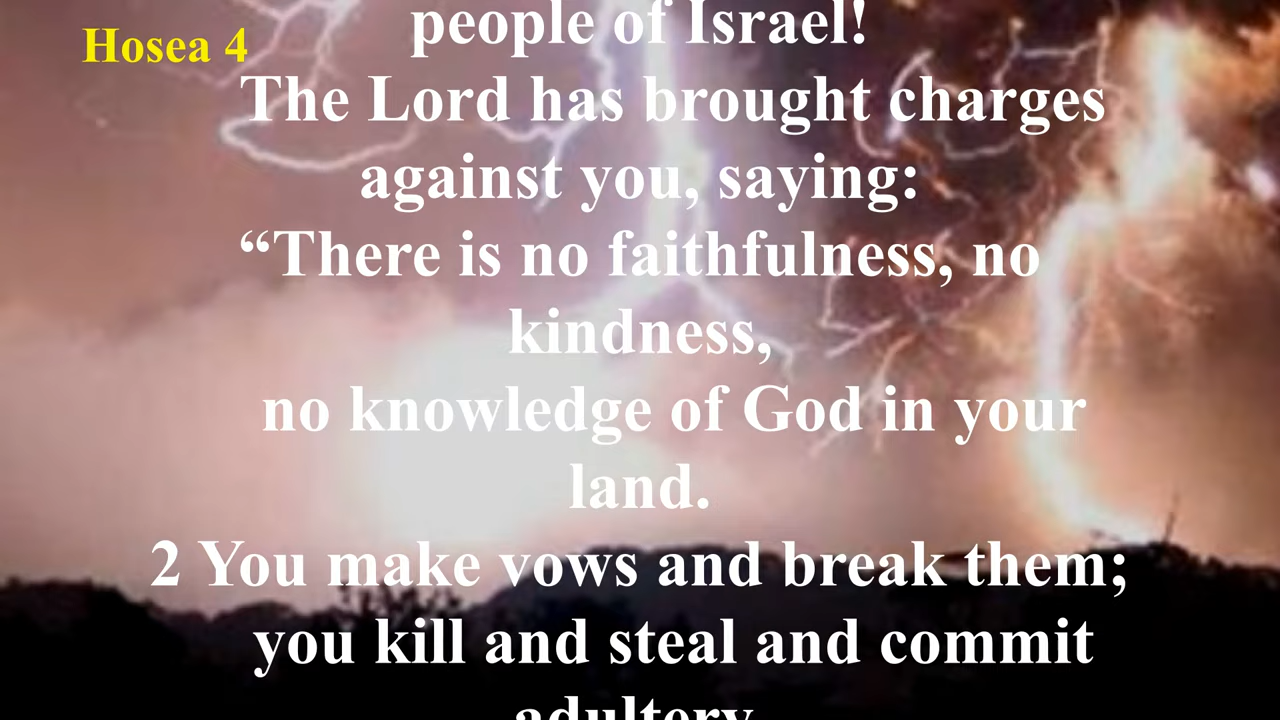 Hosea 4
people of Israel!
The Lord has brought charges
against you, saying:
“There is no faithfulness, no
kindness,
no knowledge of God in your
land.
2 You make vows and break them;
you kill and steal and commit
adultery